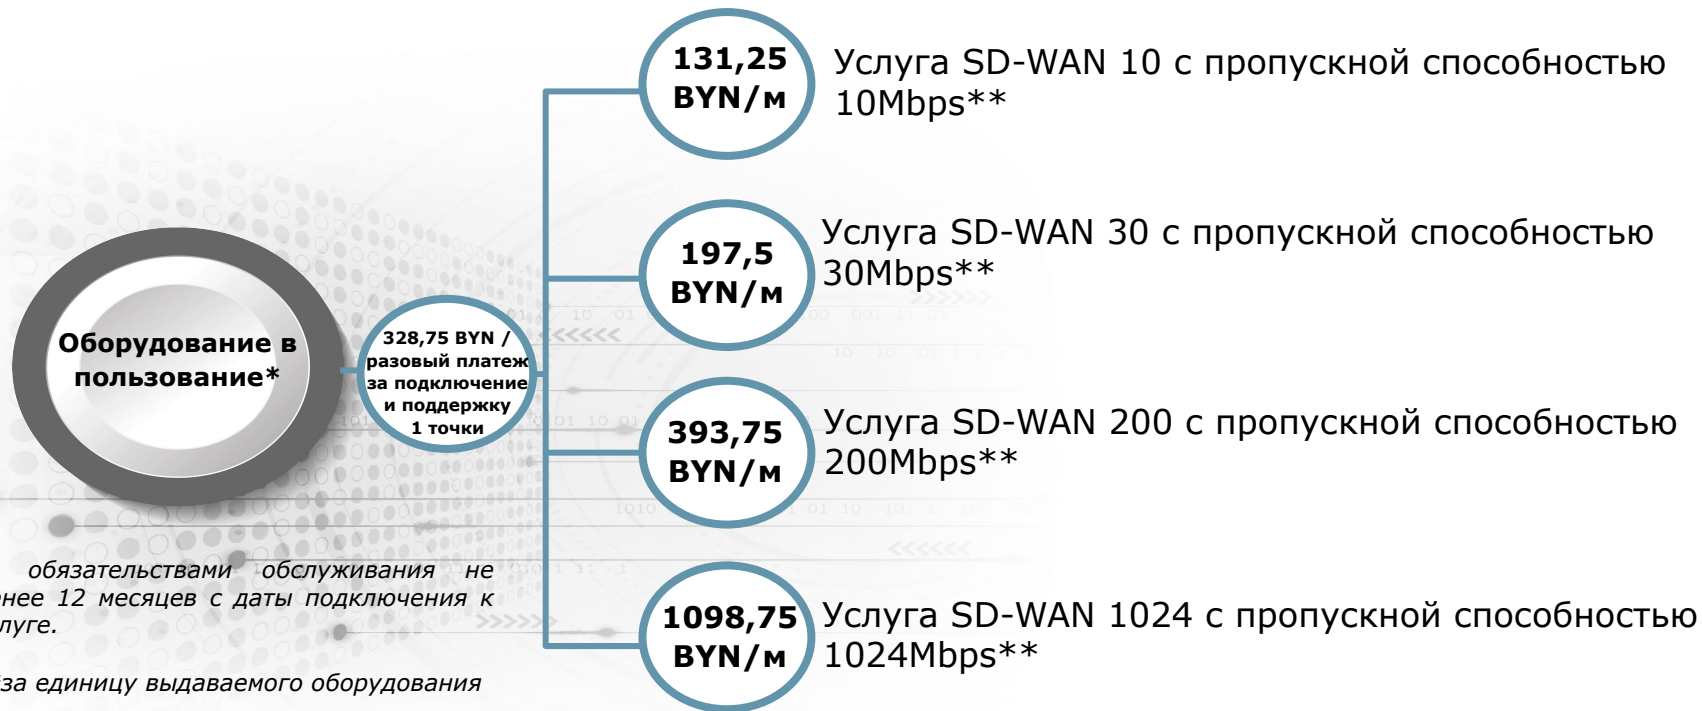 131,25
BYN/м
Услуга SD-WAN 10 с пропускной способностью
10Mbps**
197,5
BYN/м
Услуга SD-WAN 30 с пропускной способностью
30Mbps**
Оборудование в
пользование*
328,75 BYN /
разовый платеж
за подключение
и поддержку
1 точки
393,75
BYN/м
Услуга SD-WAN 200 с пропускной способностью
200Mbps**
1098,75
BYN/м
Услуга SD-WAN 1024 с пропускной способностью
1024Mbps**
обязательствами обслуживания не
12 месяцев с даты подключения к
за единицу выдаваемого оборудования